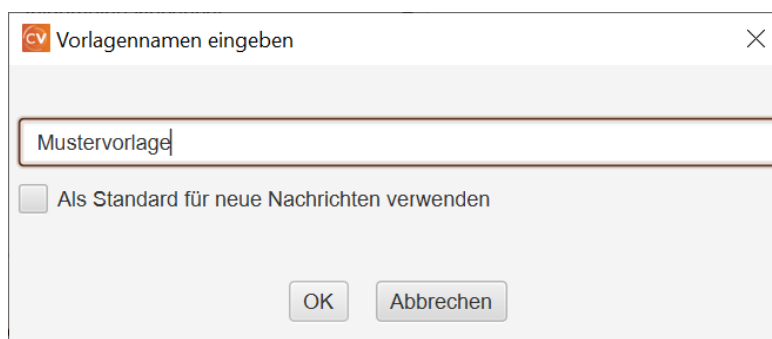 CV Vorlagennamen eingeben
Mustervorlage
Als Standard für neue Nachrichten verwenden
OK Abbrechen